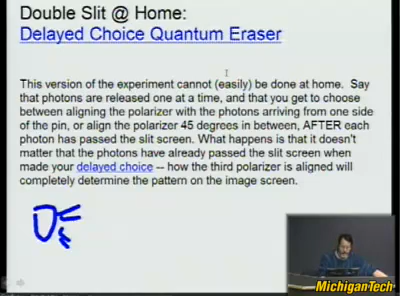 Double Slit @ Home:
Delayed Choice Quantum Eraser
This version of the experiment cannot (easily) be done at home. Say
that photons are released one at a time, and that you get to choose
between aligning the polarizer with the photons arriving from one side
of the pin, or align the polarizer 45 degrees in between, AFTER each
photon has passed the slit screen. What happens is that it doesn't
matter that the photons have already passed the slit screen when
made your delayed choice -- how the third polarizer is aligned will
completely determine the pattern on the image screen.
MichiganTech